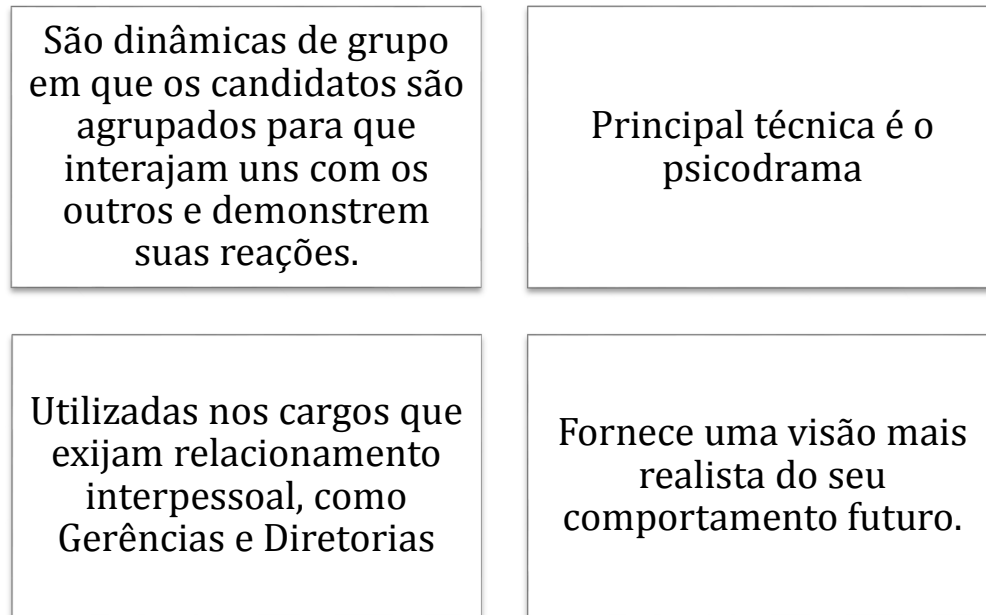 São dinâmicas de grupo
em que os candidatos são
agrupados para que
interajam uns com os
outros e demonstrem
suas reações.
Principal técnica é o
psicodrama
Utilizadas nos cargos que
exijam relacionamento
interpessoal, como
Gerências e Diretorias
Fornece uma visão mais
realista do seu
comportamento futuro.